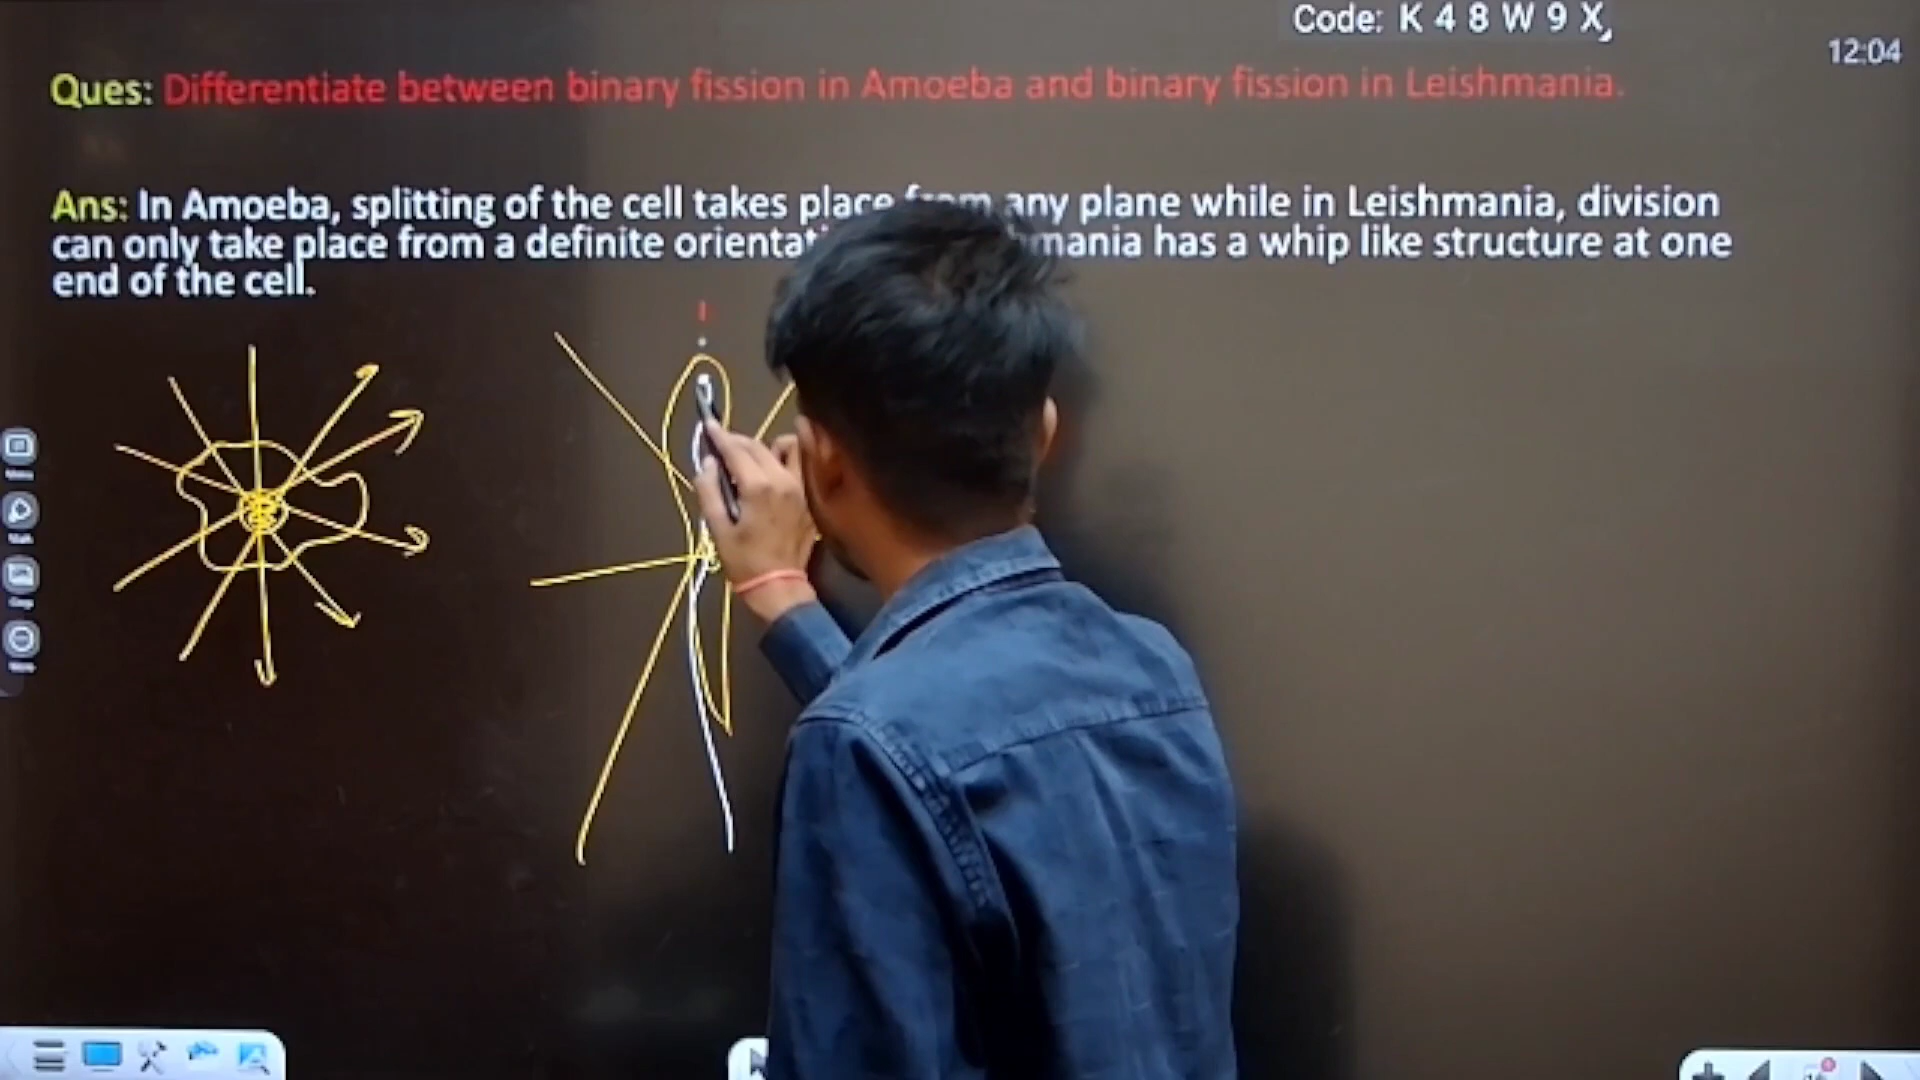 Code: K 4 8 W 9 X
12:04
Ques: Differentiate between binary fission in Amoeba and binary fission in Leishmania.
Ans: In Amoeba, splitting of the cell takes place from any plane while in Leishmania, division
can only take place from a definite has a whip like structure at one
end of the cell.